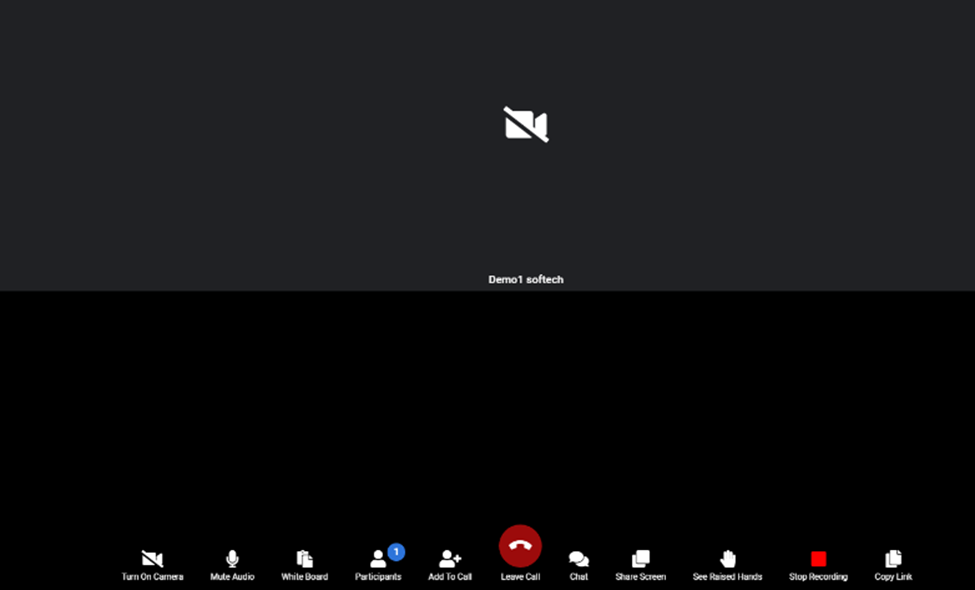 Demo1 softech
1
Turn On Camera
Mute Audio
White Board
Participants
Add To Call
Leave Call
Chat
Share Screen
See Raised Hands
Stop Recording
Copy Link